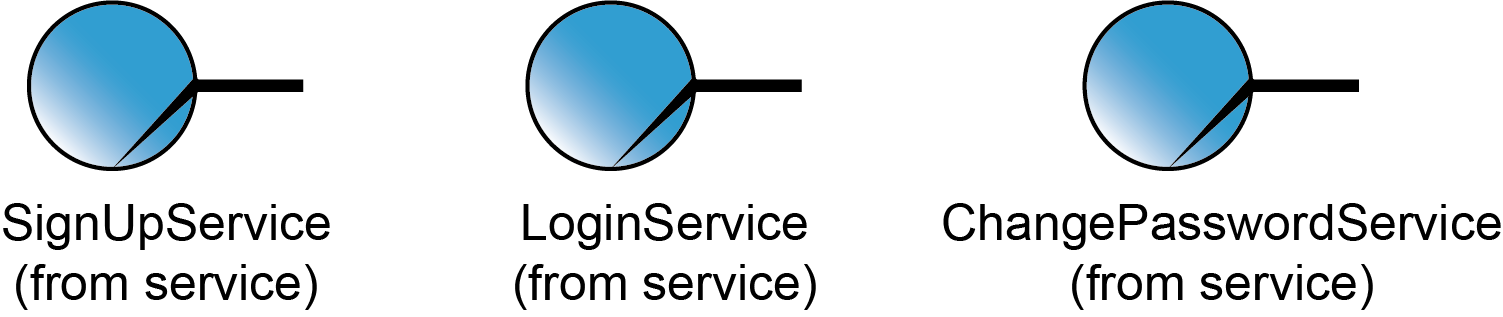 SignUpService
(from service)
LoginService
(from service)
ChangePasswordService
(from service)